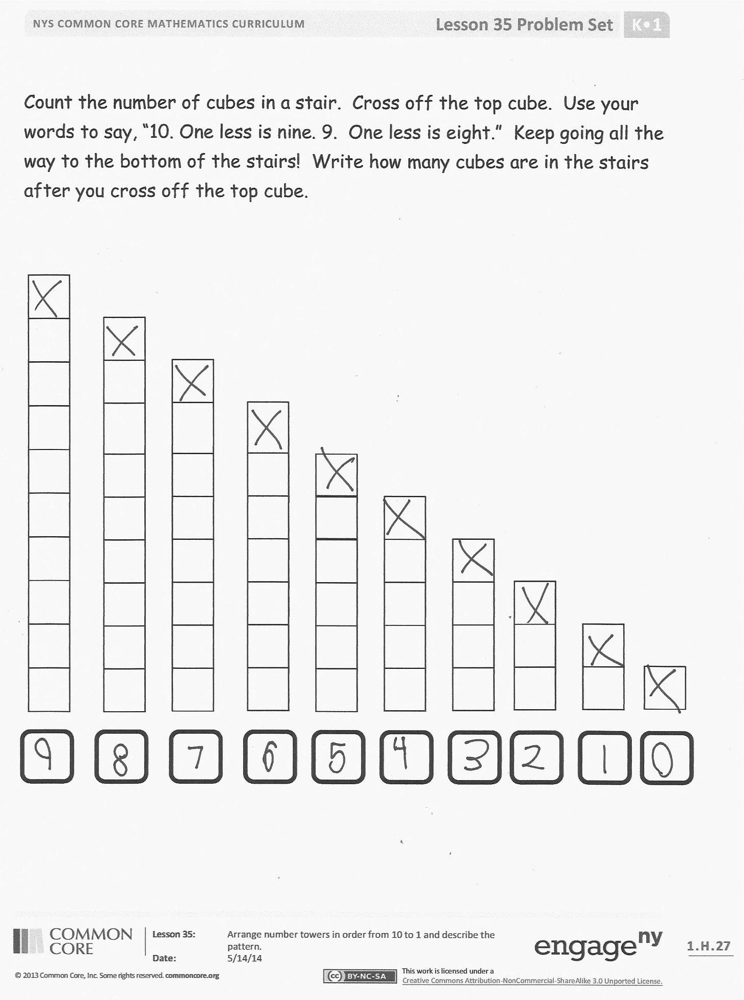 NYS COMMON CORE MATHEMATICS CURRICULUM
Lesson 35 Problem Set
K•1
Count the number of cubes in a stair. Cross off the top cube. Use your
words to say, "10. One less is nine. 9. One less is eight." Keep going all the
way to the bottom of the stairs! Write how many cubes are in the stairs
after you cross off the top cube.
9 8 7 6 5 4 3 2 1 0
COMMON
CORE
Lesson 35:
Arrange number towers in order from 10 to 1 and describe the
pattern.
Date:
5/14/14
engageny
1.H.27
© 2013 Common Core, Inc. Some rights reserved. commoncore.org
cc BY-NC-SA
This work is licensed under a
Creative Commons Attribution-NonCommercial-ShareAlike 3.0 Unported License.